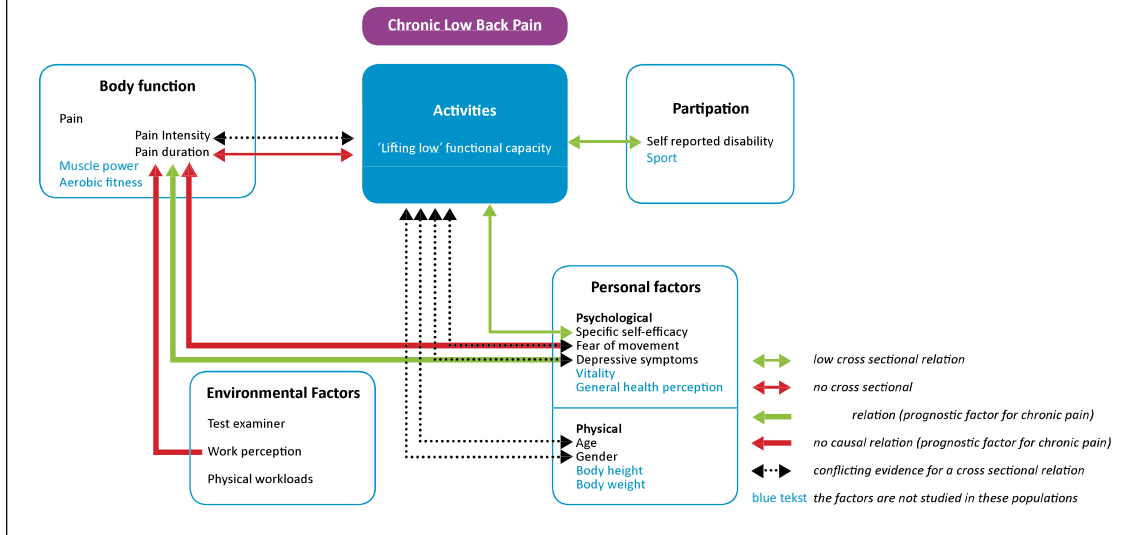 Chronic Low Back Pain
Body function
Pain
Pain Intensity
Pain duration
Muscle power
Aerobic fitness
Activities
'Lifting low' functional capacity
Partipation
Self reported disability
Sport
Personal factors
Psychological
Specific self-efficacy
Fear of movement
Depressive symptoms
Vitality
General health perception
Physical
Age
Gender
Body height
Body weight
Environmental Factors
Test examiner
Work perception
Physical workloads
low cross sectional relation
no cross sectional
relation (prognostic factor for chronic pain)
no causal relation (prognostic factor for chronic pain)
conflicting evidence for a cross sectional relation
blue tekst the factors are not studied in these populations